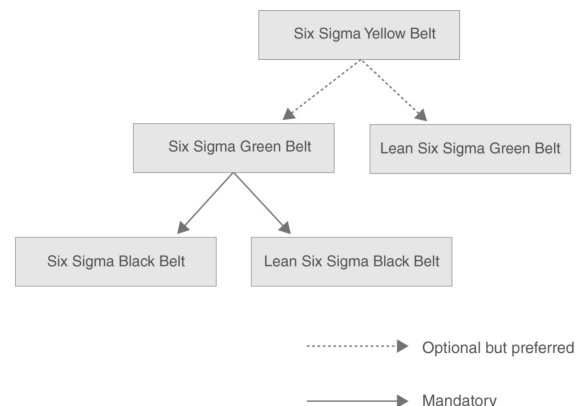 Six Sigma Yellow Belt
Six Sigma Green Belt
Lean Six Sigma Green Belt
Six Sigma Black Belt
Lean Six Sigma Black Belt
Optional but preferred
Mandatory